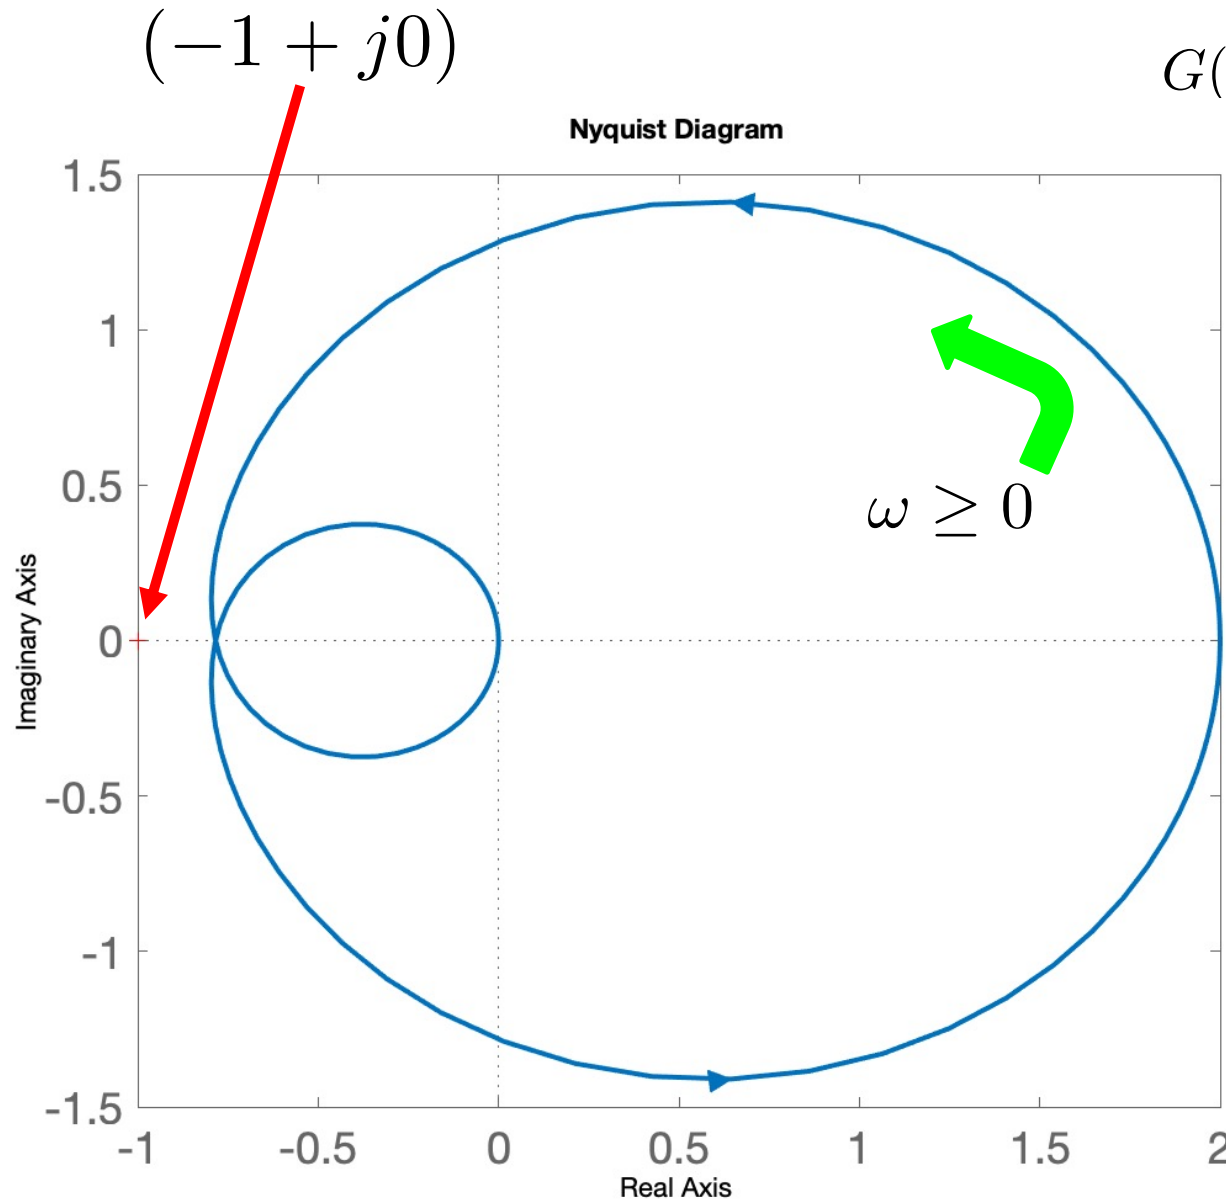 (−1 + j0)
G(
Nyquist Diagram
1.5
1
0.5
0
-0.5
-1
-1.5
Imaginary Axis
ω ≥ 0
-1 -0.5 0 0.5 1 1.5 2
Real Axis